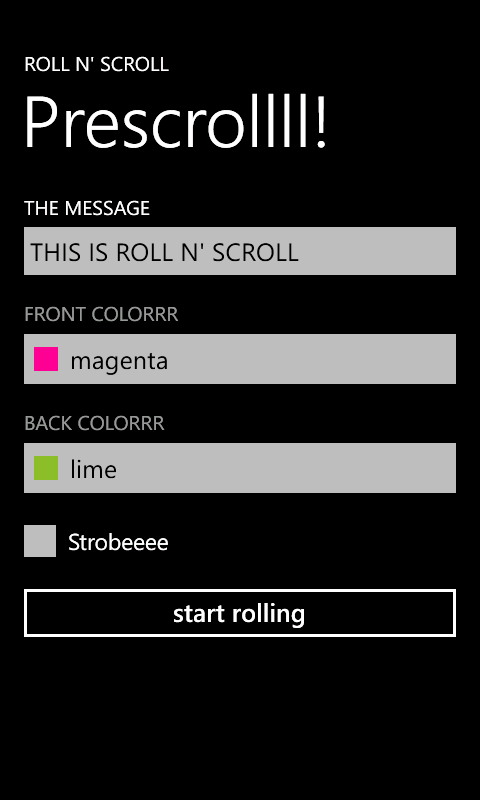 ROLL N' SCROLL
Prescrollll!
THE MESSAGE
THIS IS ROLL N' SCROLL
FRONT COLORRR
magenta
BACK COLORRR
lime
Strobeeee
start rolling